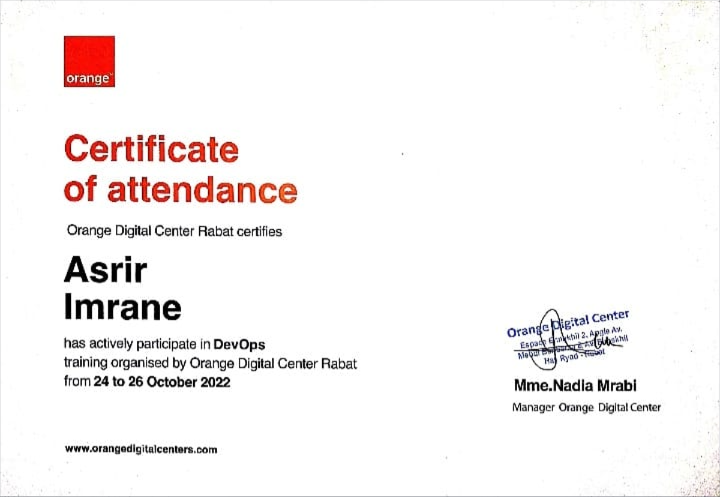 orange
Certificate
of attendance
Orange Digital Center Rabat certifies
Asrir
Imrane
has actively participate in DevOps
training organised by Orange Digital Center Rabat
from 24 to 26 October 2022
Orange Digital Center
Espace 2, Angle Av.
Hay Ryad - Rabat
Mme.Nadia Mrabi
Manager Orange Digital Center
www.orangedigitalcenters.com